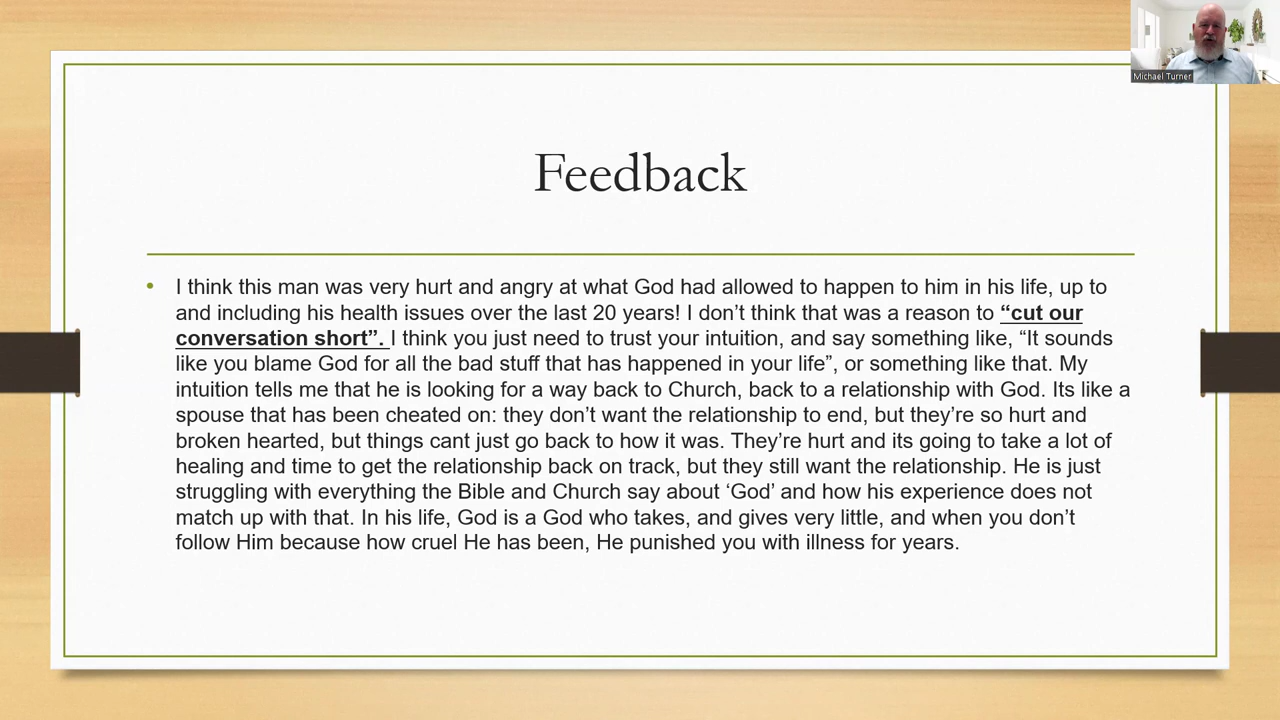 Michael Turner
Feedback
• I think this man was very hurt and angry at what God had allowed to happen to him in his life, up to
and including his health issues over the last 20 years! I don’t think that was a reason to “cut our
conversation short”. I think you just need to trust your intuition, and say something like, “It sounds
like you blame God for all the bad stuff that has happened in your life”, or something like that. My
intuition tells me that he is looking for a way back to Church, back to a relationship with God. Its like a
spouse that has been cheated on: they don’t want the relationship to end, but they’re so hurt and
broken hearted, but things cant just go back to how it was. They’re hurt and its going to take a lot of
healing and time to get the relationship back on track, but they still want the relationship. He is just
struggling with everything the Bible and Church say about ‘God’ and how his experience does not
match up with that. In his life, God is a God who takes, and gives very little, and when you don’t
follow Him because how cruel He has been, He punished you with illness for years.